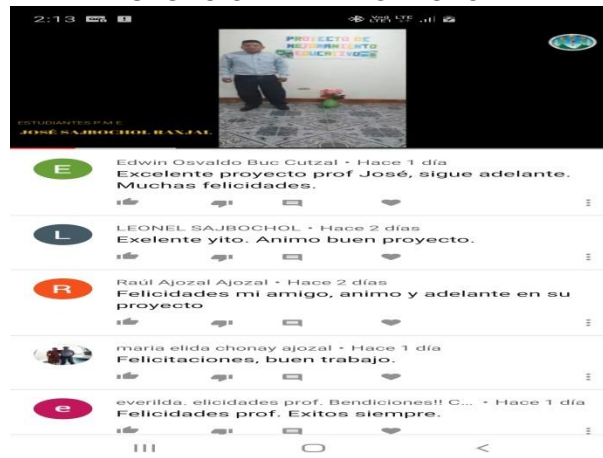 2:13
LTE
PROYECTO DE
MEJORAMIENTO
EDUCATIVO
ESTUDIANTES P.M.E.
JOSÉ SAJBOCHOL RANJAL
E
Edwin Osvaldo Buc Cutzal • Hace 1 día
Excelente proyecto prof José, sigue adelante.
Muchas felicidades.
L
LEONEL SAJBOCHOL • Hace 2 días
Exelente yito. Animo buen proyecto.
R
Raúl Ajozal Ajozal • Hace 2 días
Felicidades mi amigo, animo y adelante en su
proyecto
maria elida chonay ajozal • Hace 1 día
Felicitaciones, buen trabajo.
e
everilda. elicidades prof. Bendiciones!! C... • Hace 1 día
Felicidades prof. Exitos siempre.